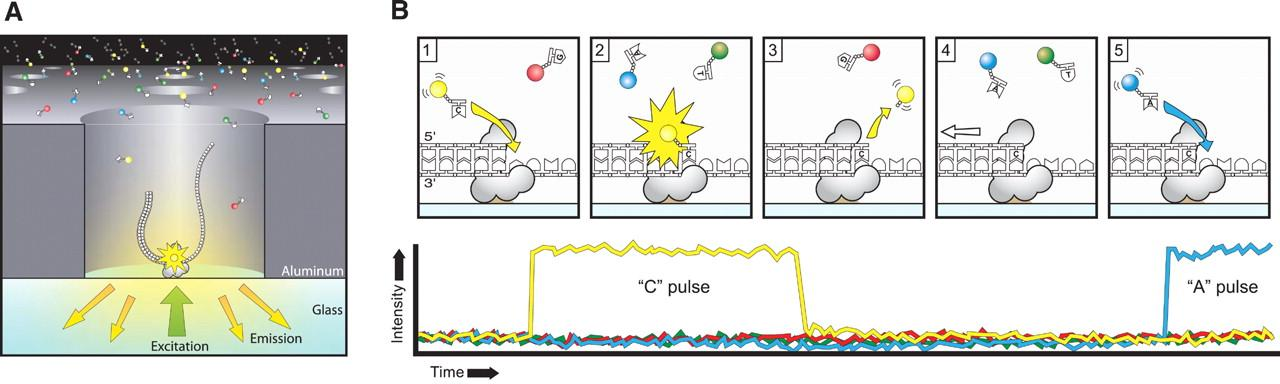 A
Aluminum
Glass
Excitation
Emission
B
1
C
G
5'
3'
C
2
A
T
C
3
G
C
4
A
T
C
5
A
C
Intensity
"C" pulse
"A" pulse
Time